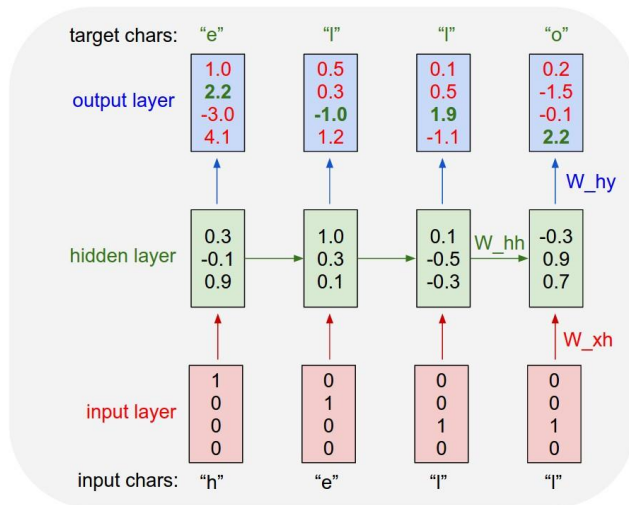 target chars: “e” “l” “l” “o”
output layer
1.0 0.5 0.1 0.2
2.2 0.3 0.5 -1.5
-3.0 -1.0 1.9 -0.1
4.1 1.2 -1.1 2.2
W_hy
hidden layer
0.3 1.0 0.1 -0.3
-0.1 0.3 -0.5 0.9
0.9 0.1 -0.3 0.7
W_hh
W_xh
input layer
1 0 0 0
0 1 0 0
0 0 1 1
0 0 0 0
input chars: “h” “e” “l” “l”